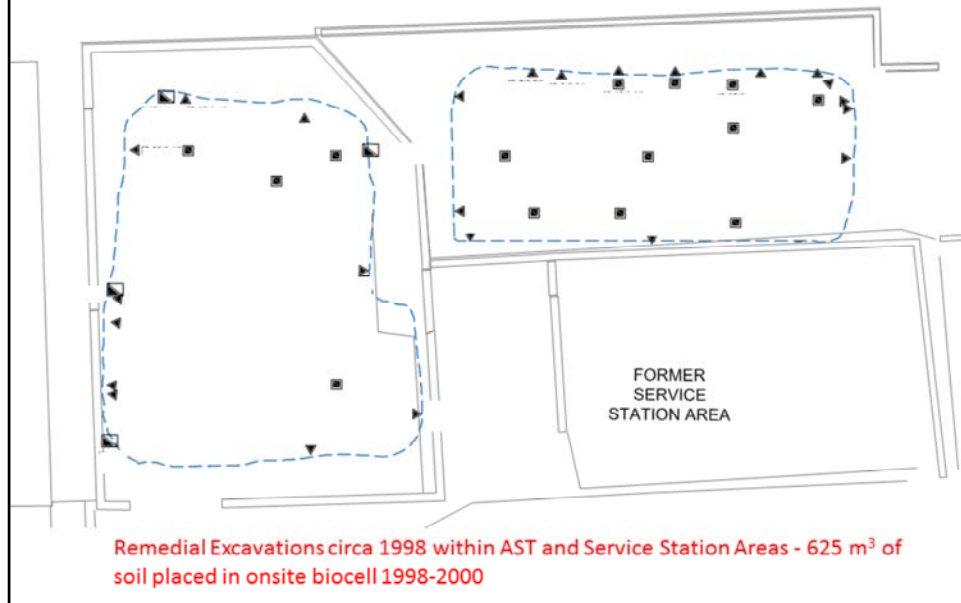 FORMER
SERVICE
STATION AREA
Remedial Excavations circa 1998 within AST and Service Station Areas - 625 m³ of
soil placed in onsite biocell 1998-2000